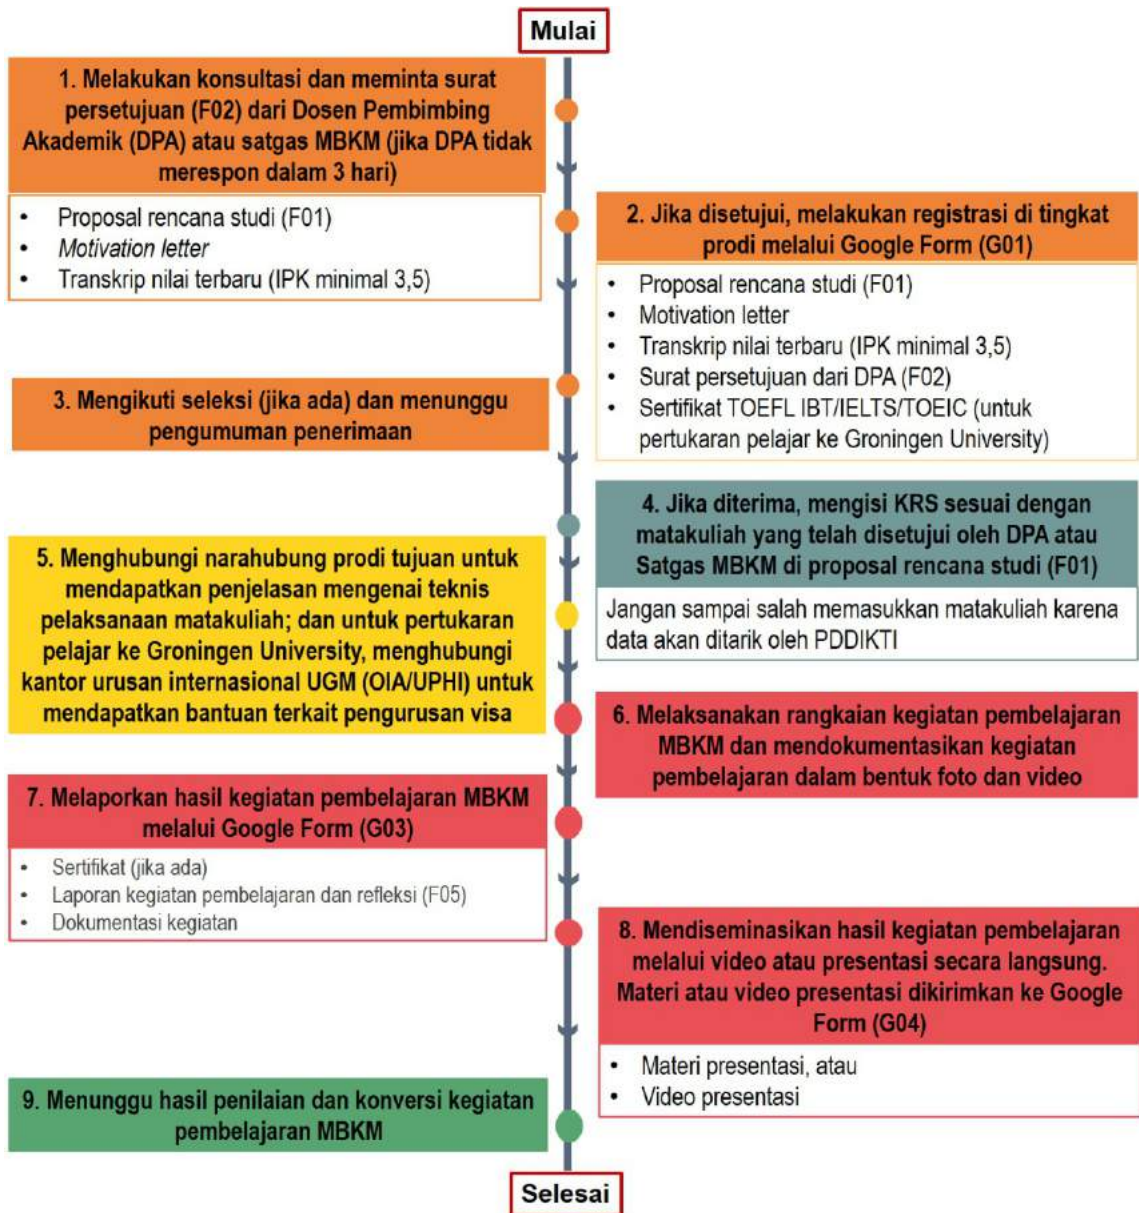 Mulai
1. Melakukan konsultasi dan meminta surat
persetujuan (F02) dari Dosen Pembimbing
Akademik (DPA) atau satgas MBKM (jika DPA tidak
merespon dalam 3 hari)
• Proposal rencana studi (F01)
• Motivation letter
• Transkrip nilai terbaru (IPK minimal 3,5)
2. Jika disetujui, melakukan registrasi di tingkat
prodi melalui Google Form (G01)
• Proposal rencana studi (F01)
• Motivation letter
• Transkrip nilai terbaru (IPK minimal 3,5)
• Surat persetujuan dari DPA (F02)
• Sertifikat TOEFL IBT/IELTS/TOEIC (untuk
pertukaran pelajar ke Groningen University)
3. Mengikuti seleksi (jika ada) dan menunggu
pengumuman penerimaan
4. Jika diterima, mengisi KRS sesuai dengan
matakuliah yang telah disetujui oleh DPA atau
Satgas MBKM di proposal rencana studi (F01)
Jangan sampai salah memasukkan matakuliah karena
data akan ditarik oleh PDDIKTI
5. Menghubungi narahubung prodi tujuan untuk
mendapatkan penjelasan mengenai teknis
pelaksanaan matakuliah; dan untuk pertukaran
pelajar ke Groningen University, menghubungi
kantor urusan internasional UGM (OIA/UPHI) untuk
mendapatkan bantuan terkait pengurusan visa
6. Melaksanakan rangkaian kegiatan pembelajaran
MBKM dan mendokumentasikan kegiatan
pembelajaran dalam bentuk foto dan video
7. Melaporkan hasil kegiatan pembelajaran MBKM
melalui Google Form (G03)
• Sertifikat (jika ada)
• Laporan kegiatan pembelajaran dan refleksi (F05)
• Dokumentasi kegiatan
8. Mendiseminasikan hasil kegiatan pembelajaran
melalui video atau presentasi secara langsung.
Materi atau video presentasi dikirimkan ke Google
Form (G04)
• Materi presentasi, atau
• Video presentasi
9. Menunggu hasil penilaian dan konversi kegiatan
pembelajaran MBKM
Selesai